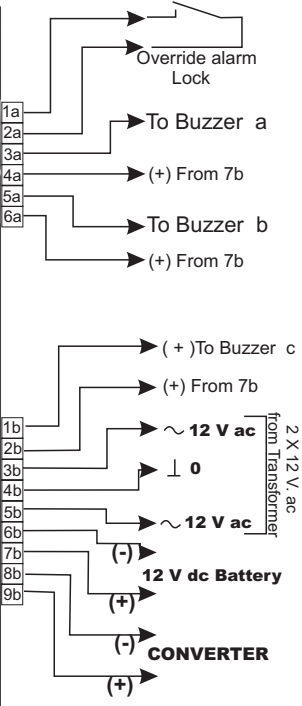 Override alarm
Lock
1a
2a
To Buzzer a
3a
4a
(+) From 7b
5a
6a
To Buzzer b
(+) From 7b
( + )To Buzzer c
(+) From 7b
1b
~ 12 V ac
2b
3b
⊥ 0
4b
5b
~ 12 V ac
2 X 12 V. ac
from Transformer
6b
(-)
7b
12 V dc Battery
8b
9b
(+)
(-)
CONVERTER
(+)